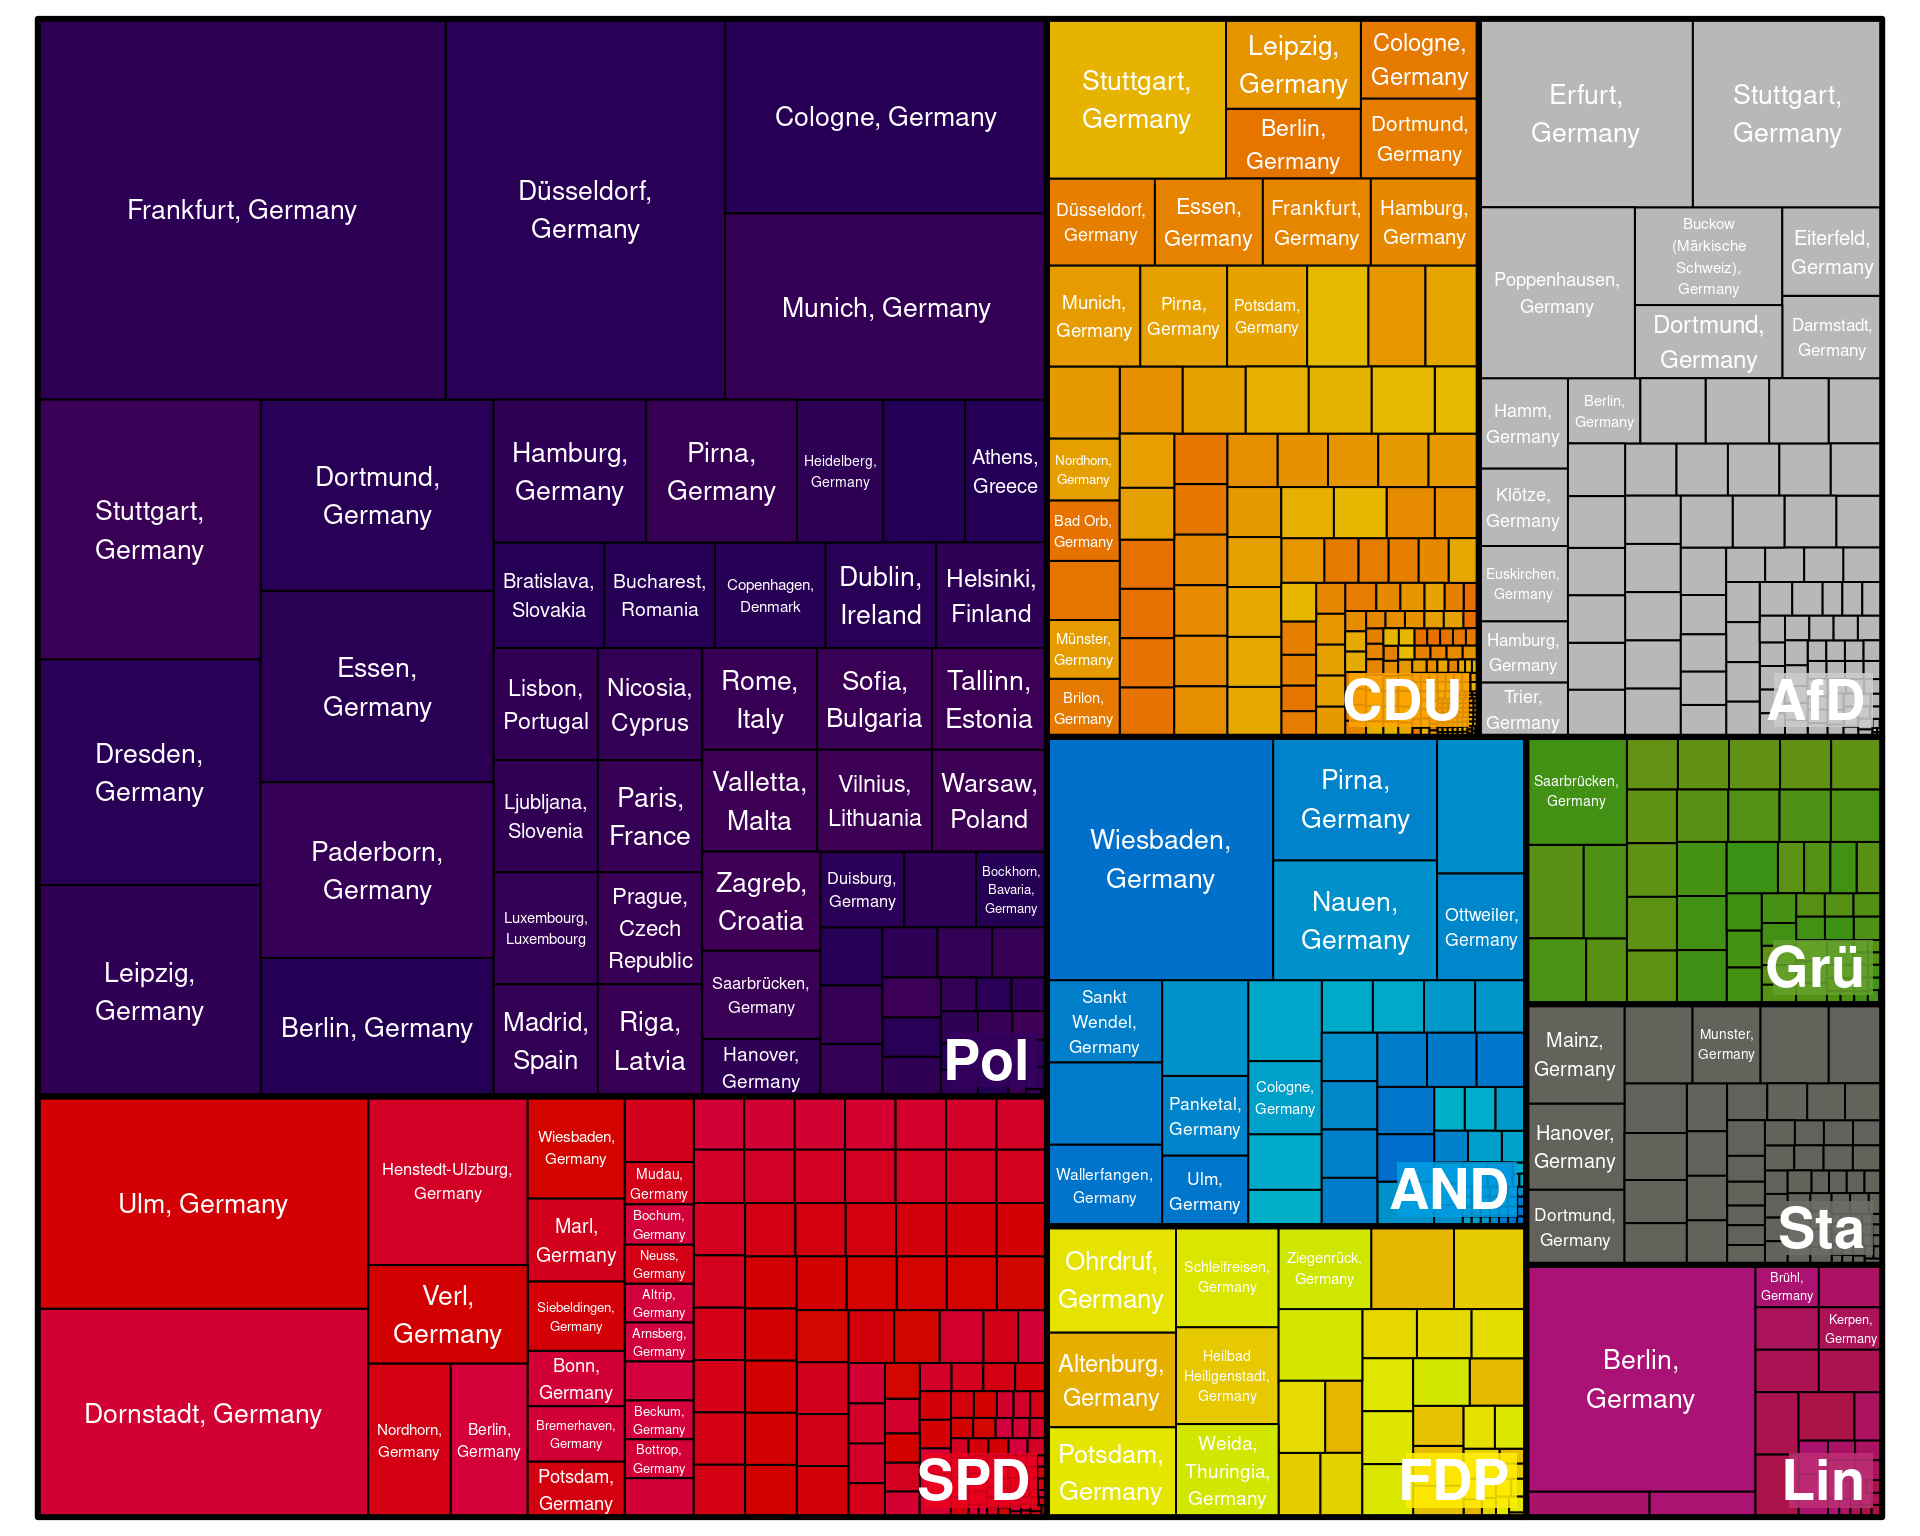 Frankfurt, Germany
Düsseldorf,
Germany
Cologne, Germany
Munich, Germany
Stuttgart,
Germany
Dresden,
Germany
Leipzig,
Germany
Dortmund,
Germany
Essen,
Germany
Paderborn,
Germany
Berlin, Germany
Hamburg,
Germany
Pirna,
Germany
Heidelberg,
Germany
Athens,
Greece
Bratislava,
Slovakia
Bucharest,
Romania
Copenhagen,
Denmark
Dublin,
Ireland
Helsinki,
Finland
Lisbon,
Portugal
Nicosia,
Cyprus
Rome,
Italy
Sofia,
Bulgaria
Tallinn,
Estonia
Ljubljana,
Slovenia
Paris,
France
Valletta,
Malta
Vilnius,
Lithuania
Warsaw,
Poland
Luxembourg,
Luxembourg
Prague,
Czech
Republic
Zagreb,
Croatia
Duisburg,
Germany
Bockhorn,
Bavaria,
Germany
Saarbrücken,
Germany
Madrid,
Spain
Riga,
Latvia
Hanover,
Germany
Pol
Stuttgart,
Germany
Leipzig,
Germany
Cologne,
Germany
Berlin,
Germany
Dortmund,
Germany
Düsseldorf,
Germany
Essen,
Germany
Frankfurt,
Germany
Hamburg,
Germany
Munich,
Germany
Pirna,
Germany
Potsdam,
Germany
Nordhorn,
Germany
Bad Orb,
Germany
Münster,
Germany
Brilon,
Germany
CDU
Erfurt,
Germany
Stuttgart,
Germany
Poppenhausen,
Germany
Buckow
(Märkische
Schweiz),
Germany
Eiterfeld,
Germany
Dortmund,
Germany
Darmstadt,
Germany
Hamm,
Germany
Berlin,
Germany
Klötze,
Germany
Euskirchen,
Germany
Hamburg,
Germany
Trier,
Germany
AfD
Wiesbaden,
Germany
Pirna,
Germany
Nauen,
Germany
Ottweiler,
Germany
Sankt
Wendel,
Germany
Panketal,
Germany
Cologne,
Germany
Wallerfangen,
Germany
Ulm,
Germany
AND
Saarbrücken,
Germany
Grü
Mainz,
Germany
Munster,
Germany
Hanover,
Germany
Dortmund,
Germany
Sta
Ulm, Germany
Dornstadt, Germany
Henstedt-Ulzburg,
Germany
Verl,
Germany
Nordhorn,
Germany
Berlin,
Germany
Wiesbaden,
Germany
Marl,
Germany
Siebeldingen,
Germany
Bonn,
Germany
Bremerhaven,
Germany
Potsdam,
Germany
Mudau,
Germany
Bochum,
Germany
Neuss,
Germany
Altrip,
Germany
Arnsberg,
Germany
Beckum,
Germany
Bottrop,
Germany
SPD
Ohrdruf,
Germany
Schleifreisen,
Germany
Ziegenrück,
Germany
Altenburg,
Germany
Heilbad
Heiligenstadt,
Germany
Potsdam,
Germany
Weida,
Thuringia,
Germany
FDP
Berlin,
Germany
Brühl,
Germany
Kerpen,
Germany
Lin